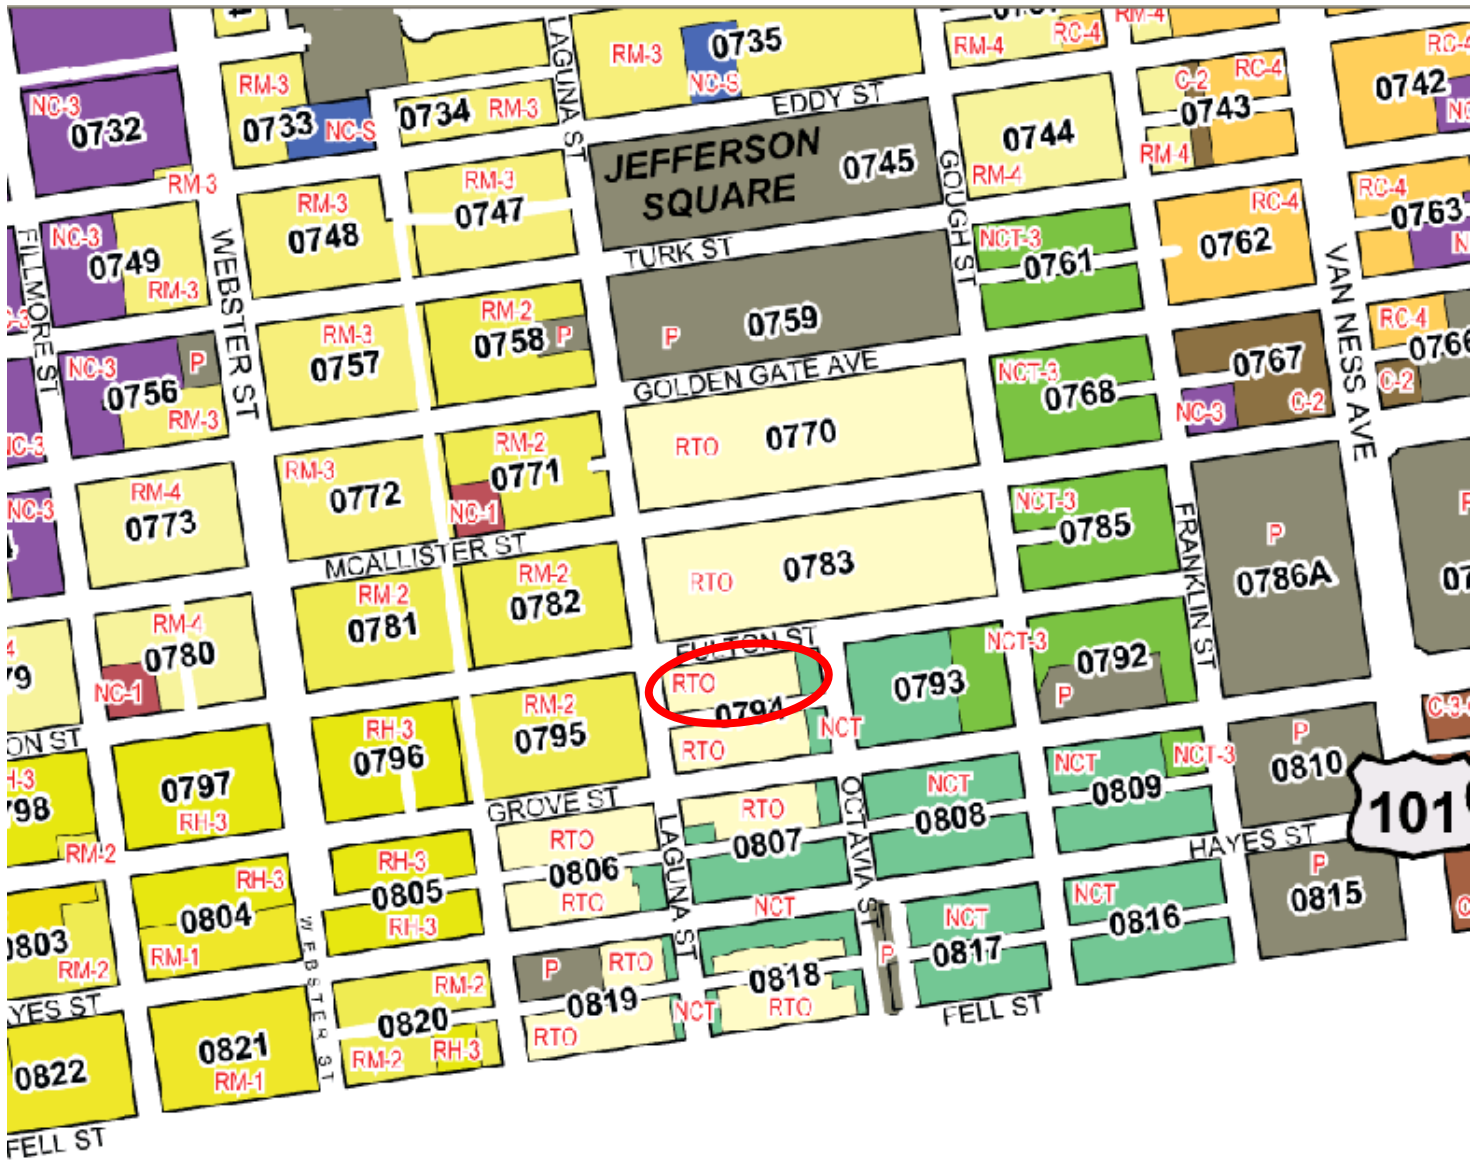 0735
RM-3
NC-S
RM-4
RC-4
RM-4
C-2
RC-4
0743
RM-4
RC-4
0742
NC-3
0732
RM-3
RM-3
0733
NC-S
0734
RM-3
LAGUNA ST
EDDY ST
JEFFERSON
SQUARE
0745
GOUGH ST
0744
RM-4
FILLMORE ST
NC-3
0749
RM-3
WEBSTER ST
RM-3
0748
RM-3
0747
TURK ST
NCT-3
0761
RC-4
0762
RC-4
0763
VAN NESS AVE
NC-3
P
0756
RM-3
RM-3
0757
RM-2
0758
P
P
0759
GOLDEN GATE AVE
NCT-3
0768
0767
NC-3
C-2
RC-4
0766
C-2
NC-3
NC-3
RM-4
0773
RM-3
0772
RM-2
0771
NC-1
MCALLISTER ST
RTO
0770
NCT-3
0785
FRANKLIN ST
P
0786A
RM-4
0780
NC-1
RM-2
0781
RM-2
0782
RTO
0783
FULTON ST
RTO
0794
RTO
NCT
0793
NCT-3
0792
P
0797
RH-3
RH-3
0796
RM-2
0795
GROVE ST
OCTAVIA ST
NCT
0808
NCT
NCT-3
0809
P
0810
101
RM-2
RH-3
0804
RM-1
RH-3
0805
RH-3
RTO
0806
RTO
LAGUNA ST
RTO
0807
NCT
HAYES ST
NCT
0816
P
0815
0803
RM-2
WEBSTER ST
RM-2
0820
RM-2
RH-3
P
RTO
0819
RTO
NCT
0818
RTO
P
NCT
0817
FELL ST
0822
0821
RM-1
FELL ST